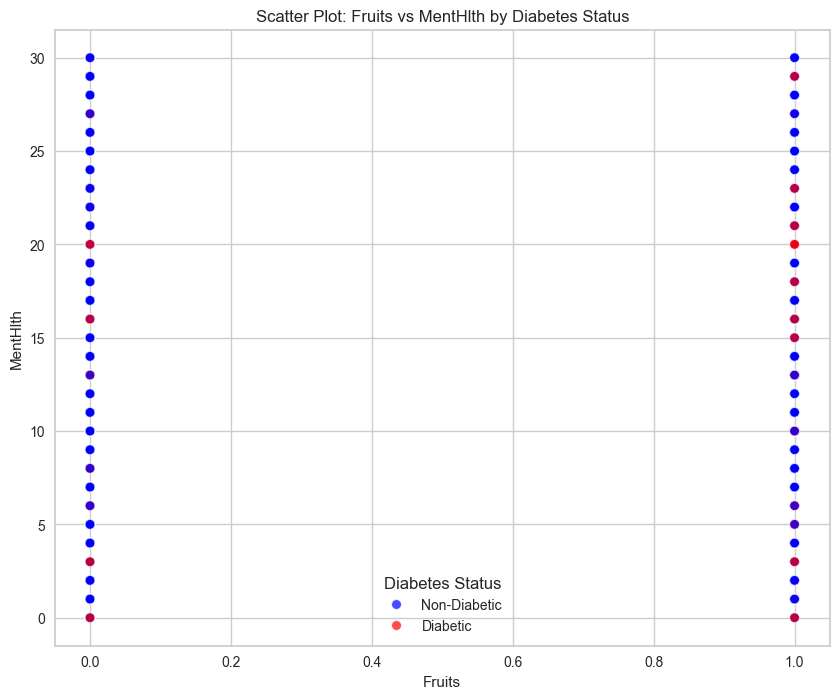 Scatter Plot: Fruits vs MentHlth by Diabetes Status
MentHlth
30
25
20
15
10
5
0
Diabetes Status
Non-Diabetic
Diabetic
0.0 0.2 0.4 0.6 0.8 1.0
Fruits